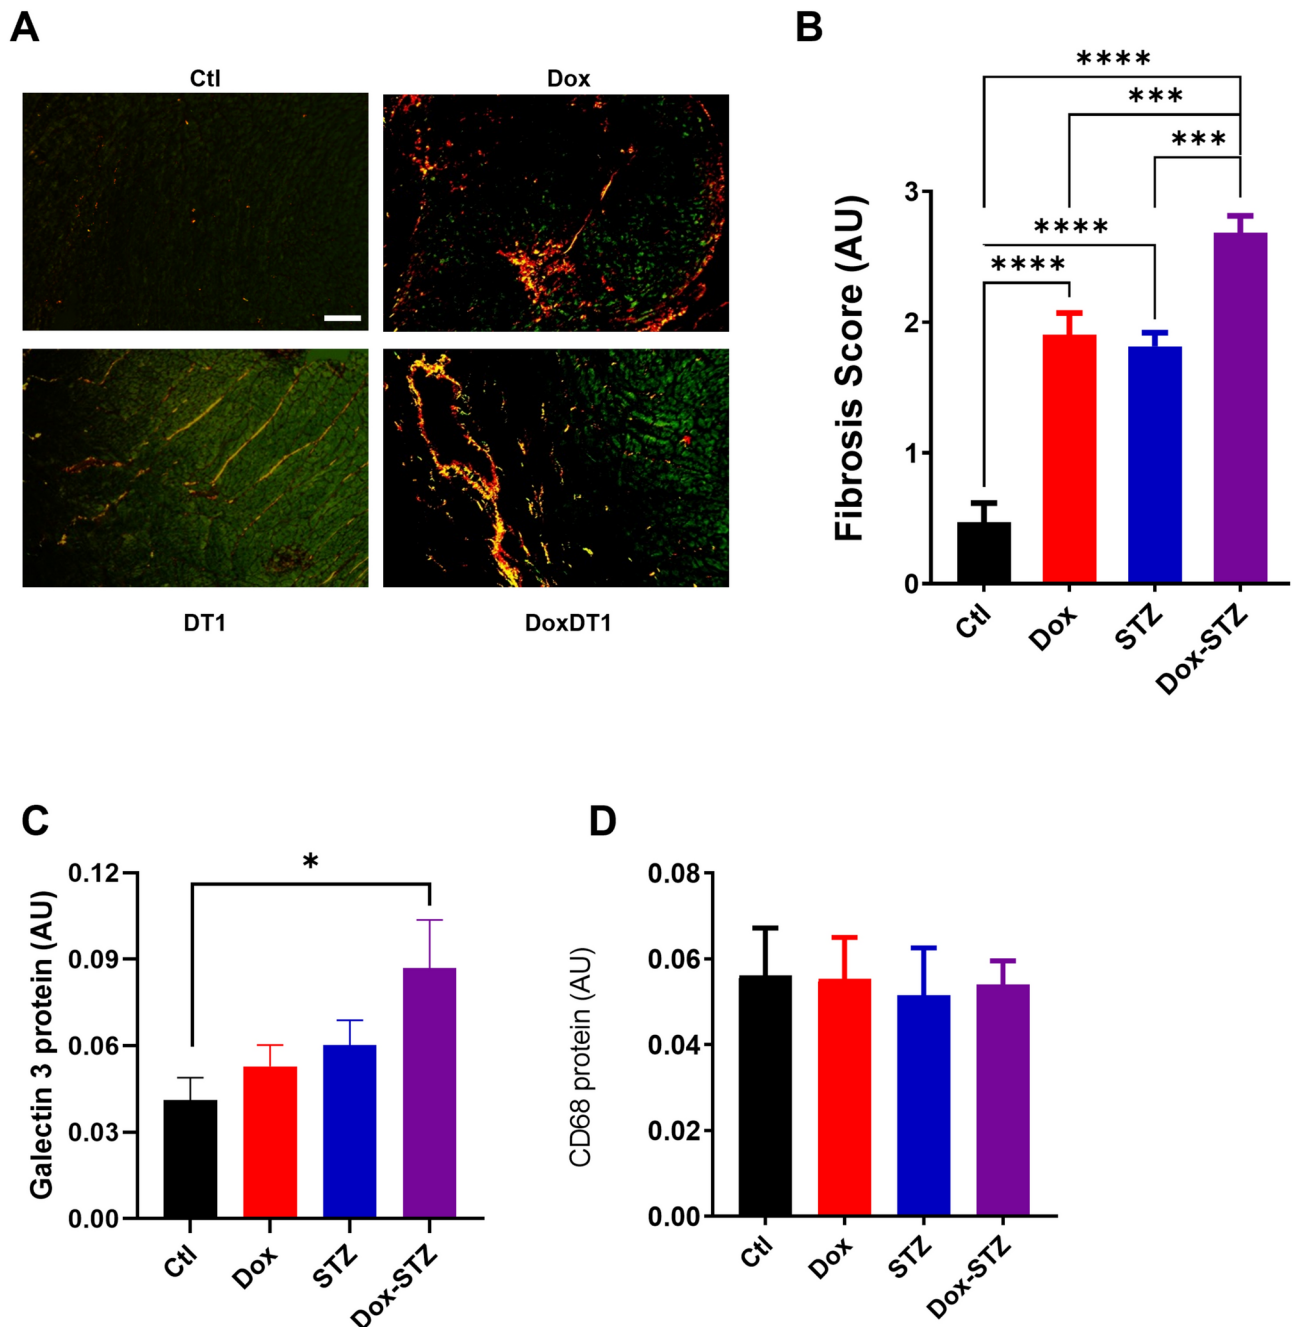 A
Ctl
Dox
DT1
DoxDT1
B
****
***
***
****
****
Fibrosis Score (AU)
3
2
1
0
Ctl
Dox
STZ
Dox-STZ
C
*
Galectin 3 protein (AU)
0.12
0.09
0.06
0.03
0.00
Ctl
Dox
STZ
Dox-STZ
D
CD68 protein (AU)
0.08
0.06
0.04
0.02
0.00
Ctl
Dox
STZ
Dox-STZ